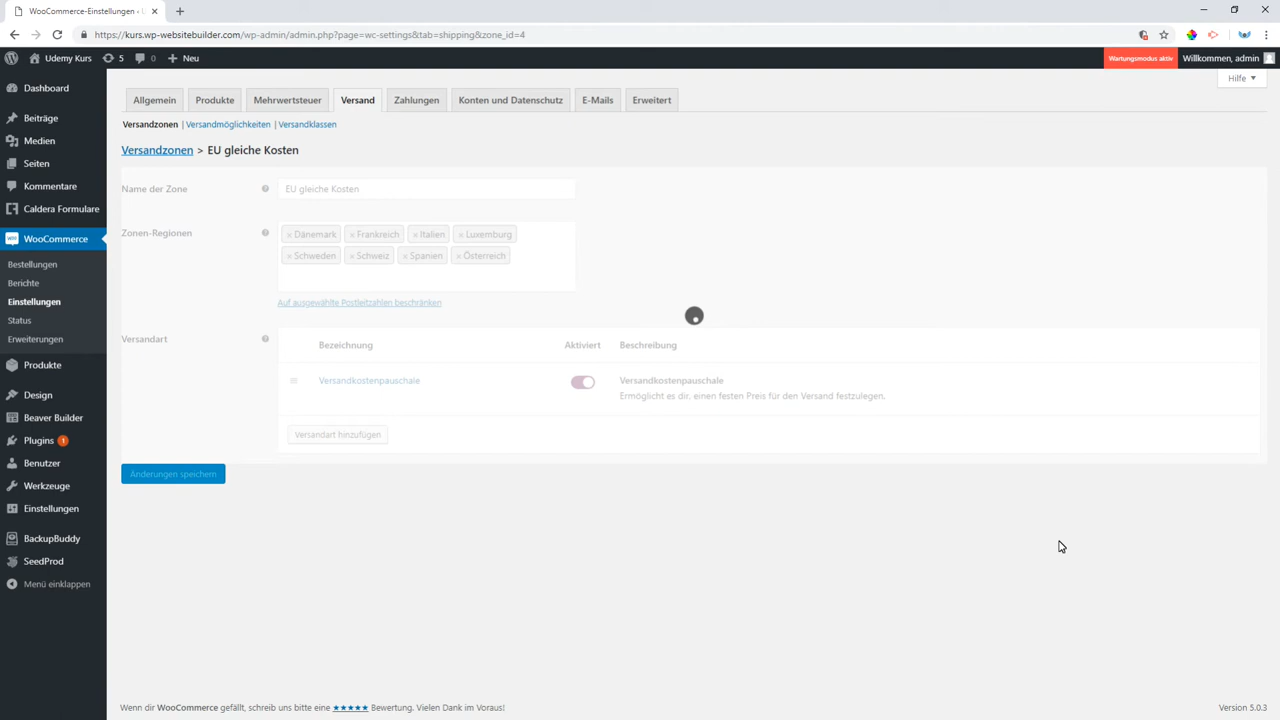 WooCommerce-Einstellungen ‹ Ud
https://kurs.wp-websitebuilder.com/wp-admin/admin.php?page=wc-settings&tab=shipping&zone_id=4
Udemy Kurs 5 0 Neu Wartungsmodus aktiv Willkommen, admin
Hilfe
Dashboard
Beiträge
Medien
Seiten
Kommentare
Caldera Formulare
WooCommerce
Bestellungen
Berichte
Einstellungen
Status
Erweiterungen
Produkte
Design
Beaver Builder
Plugins 1
Benutzer
Werkzeuge
Einstellungen
BackupBuddy
SeedProd
Menü einklappen
Allgemein Produkte Mehrwertsteuer Versand Zahlungen Konten und Datenschutz E-Mails Erweitert
Versandzonen | Versandmöglichkeiten | Versandklassen
Versandzonen > EU gleiche Kosten
Name der Zone EU gleiche Kosten
Zonen-Regionen × Dänemark × Frankreich × Italien × Luxemburg
× Schweden × Schweiz × Spanien × Österreich
Auf ausgewählte Postleitzahlen beschränken
Versandart
Bezeichnung Aktiviert Beschreibung
Versandkostenpauschale Versandkostenpauschale
Ermöglicht es dir, einen festen Preis für den Versand festzulegen.
Versandart hinzufügen
Änderungen speichern
Wenn dir WooCommerce gefällt, schreib uns bitte eine ★★★★★ Bewertung. Vielen Dank im Voraus! Version 5.0.3